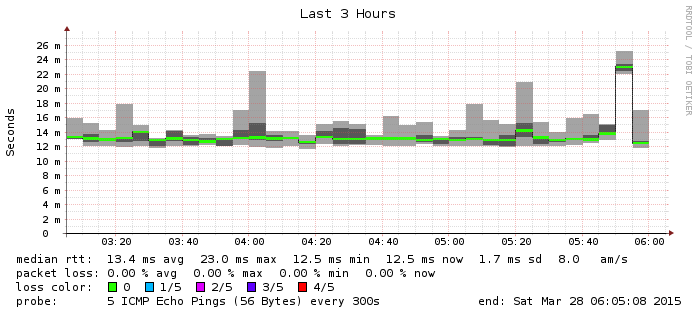 Last 3 Hours
RRDTOOL / TOBI OETIKER
Seconds
26 m
24 m
22 m
20 m
18 m
16 m
14 m
12 m
10 m
8 m
6 m
4 m
2 m
0
03:20 03:40 04:00 04:20 04:40 05:00 05:20 05:40 06:00
median rtt: 13.4 ms avg 23.0 ms max 12.5 ms min 12.5 ms now 1.7 ms sd 8.0 am/s
packet loss: 0.00 % avg 0.00 % max 0.00 % min 0.00 % now
loss color: 0 1/5 2/5 3/5 4/5
probe: 5 ICMP Echo Pings (56 Bytes) every 300s end: Sat Mar 28 06:05:08 2015